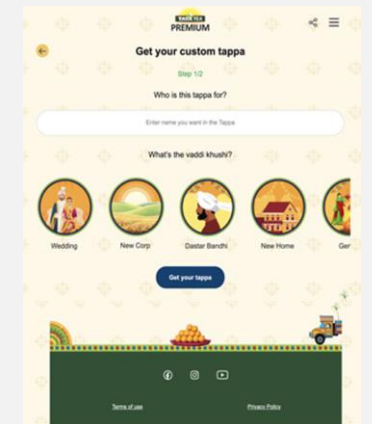 TATA TEA
PREMIUM
Get your custom tappa
Step 1/2
Who is this tappa for?
Enter name you want in the Tappa
What's the vaddi khushi?
Wedding
New Corp
Dastar Bandhi
New Home
Ger
Get your tappa
Terms of use
Privacy Policy